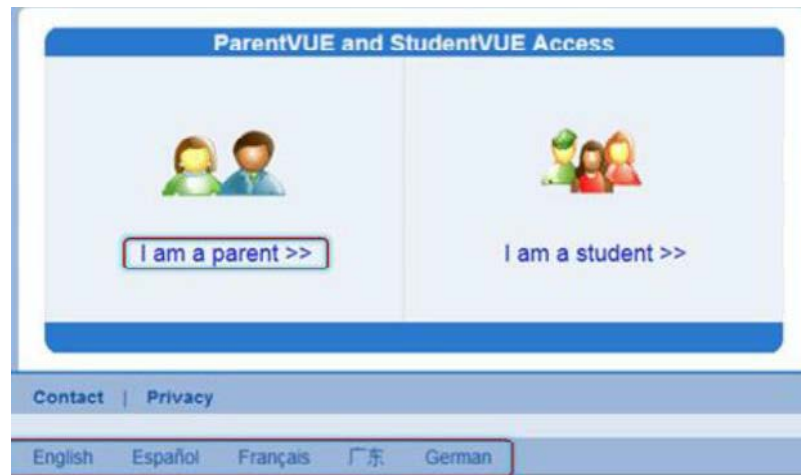 ParentVUE and StudentVUE Access
I am a parent >> I am a student >>
Contact | Privacy
English Español Français 广东 German